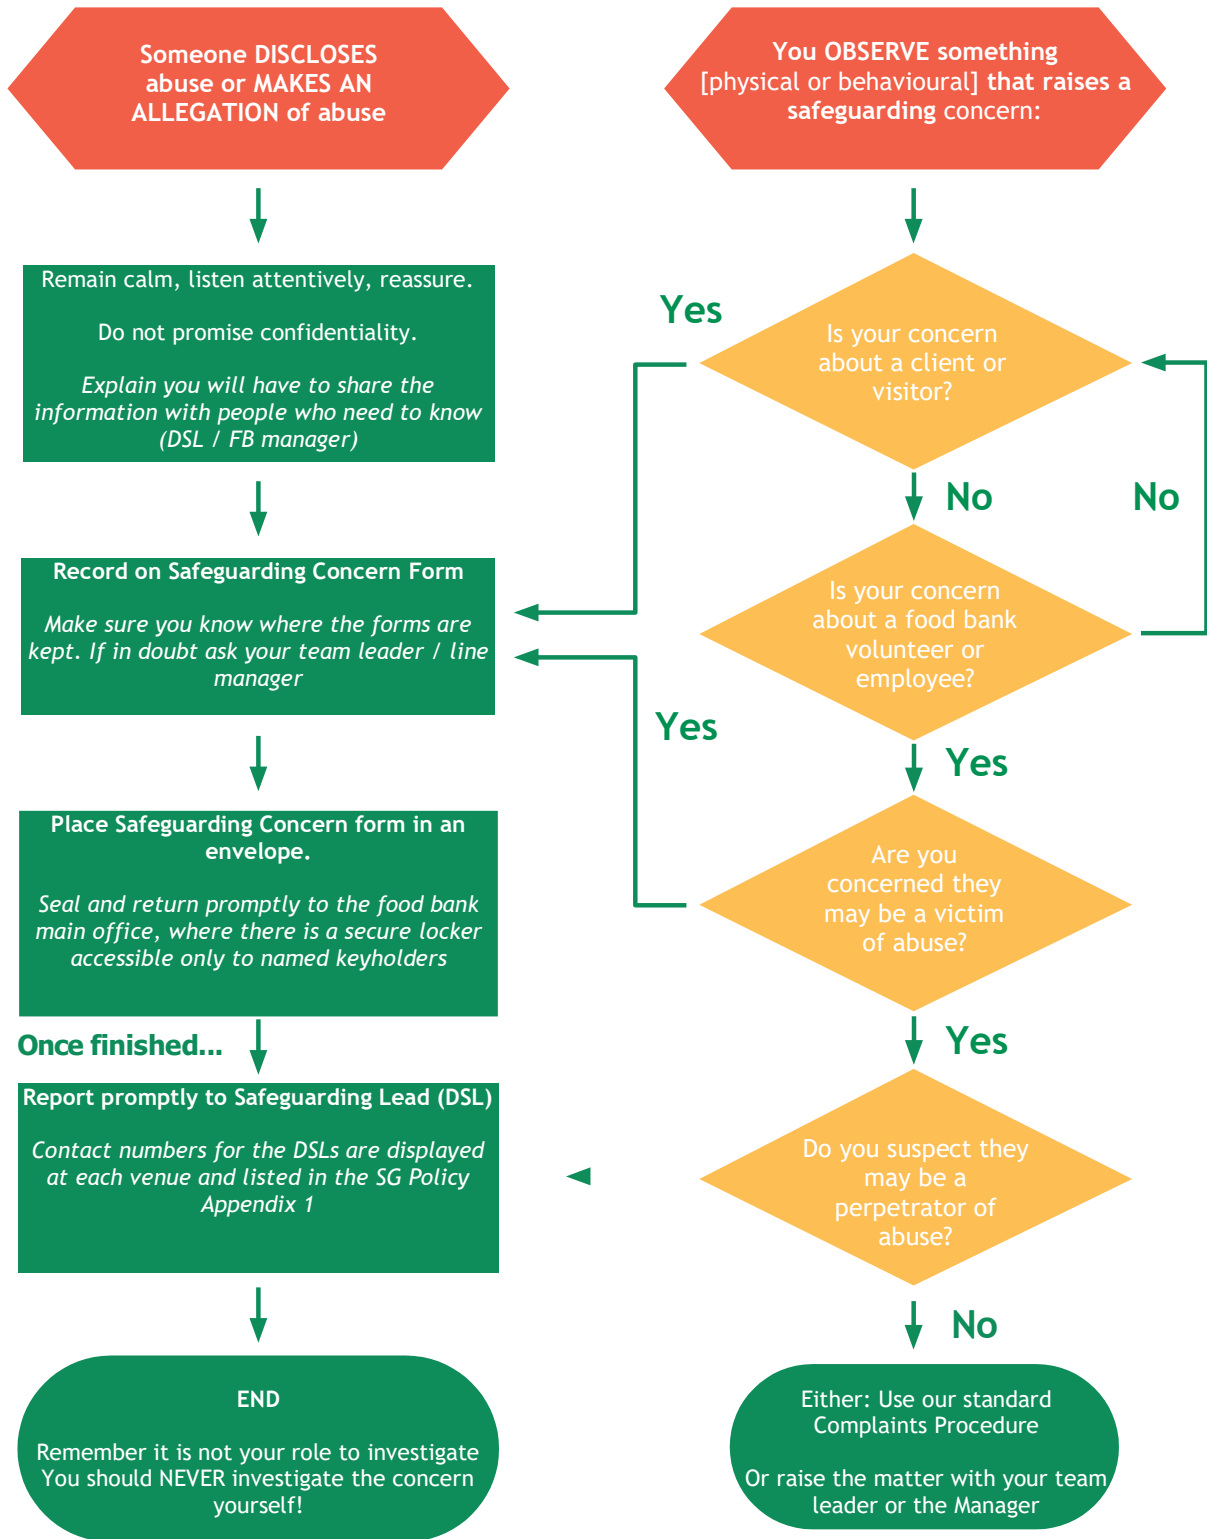 Someone DISCLOSES
abuse or MAKES AN
ALLEGATION of abuse
Remain calm, listen attentively, reassure.
Do not promise confidentiality.
Explain you will have to share the
information with people who need to know
(DSL / FB manager)
Record on Safeguarding Concern Form
Make sure you know where the forms are
kept. If in doubt ask your team leader / line
manager
Place Safeguarding Concern form in an
envelope.
Seal and return promptly to the food bank
main office, where there is a secure locker
accessible only to named keyholders
Once finished...
Report promptly to Safeguarding Lead (DSL)
Contact numbers for the DSLs are displayed
at each venue and listed in the SG Policy
Appendix 1
END
Remember it is not your role to investigate
You should NEVER investigate the concern
yourself!
You OBSERVE something
[physical or behavioural] that raises a
safeguarding concern:
Yes
Is your concern
about a client or
visitor?
No
No
Is your concern
about a food bank
volunteer or
employee?
Yes
Yes
Are you
concerned they
may be a victim
of abuse?
Yes
Do you suspect they
may be a
perpetrator of
abuse?
No
Either: Use our standard
Complaints Procedure
Or raise the matter with your team
leader or the Manager